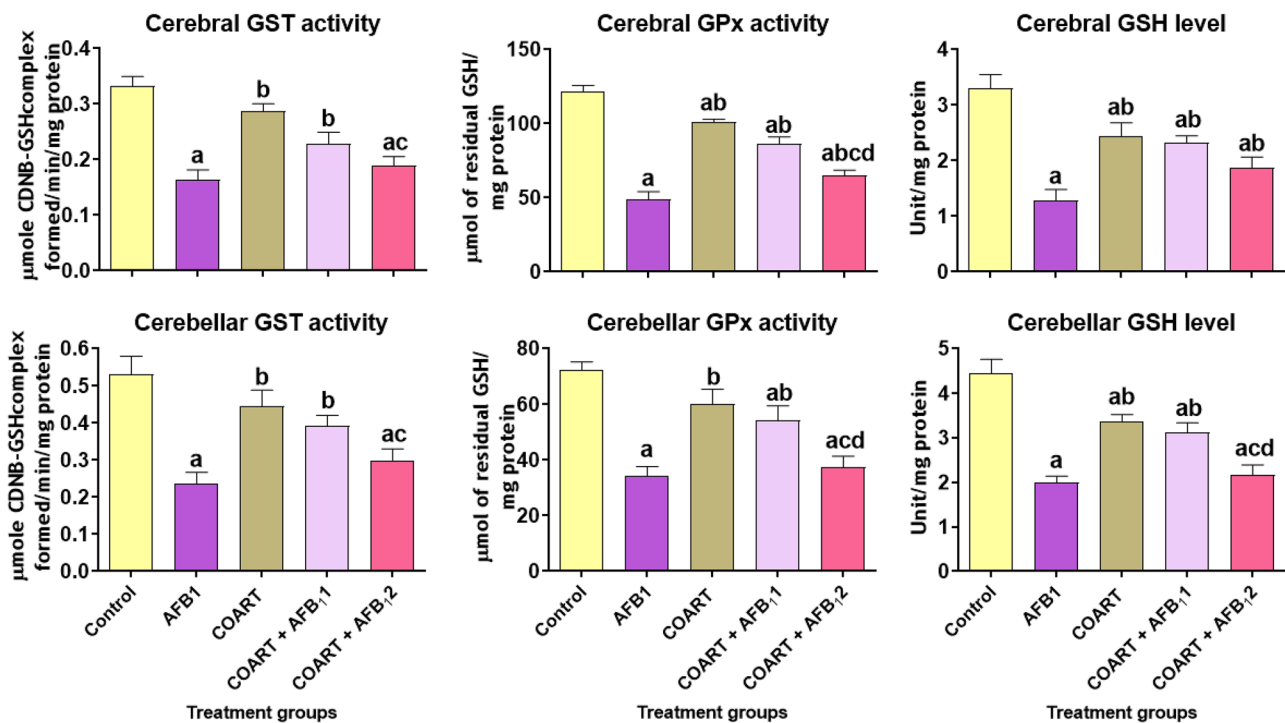 Cerebral GST activity
μmole CDNB-GSHcomplex
formed/min/mg protein
0.4
0.3
0.2
0.1
0.0
a
b
b
ac
Cerebral GPx activity
μmol of residual GSH/
mg protein
150
100
50
0
a
ab
ab
abcd
Cerebral GSH level
Unit/mg protein
4
3
2
1
0
a
ab
ab
ab
Cerebellar GST activity
μmole CDNB-GSHcomplex
formed/min/mg protein
0.6
0.5
0.4
0.3
0.2
0.1
0.0
a
b
b
ac
Control
AFB1
COART
COART + AFB₁1
COART + AFB₁2
Treatment groups
Cerebellar GPx activity
μmol of residual GSH/
mg protein
80
60
40
20
0
a
b
ab
acd
Control
AFB1
COART
COART + AFB₁1
COART + AFB₁2
Treatment groups
Cerebellar GSH level
Unit/mg protein
5
4
3
2
1
0
a
ab
ab
acd
Control
AFB1
COART
COART + AFB₁1
COART + AFB₁2
Treatment groups